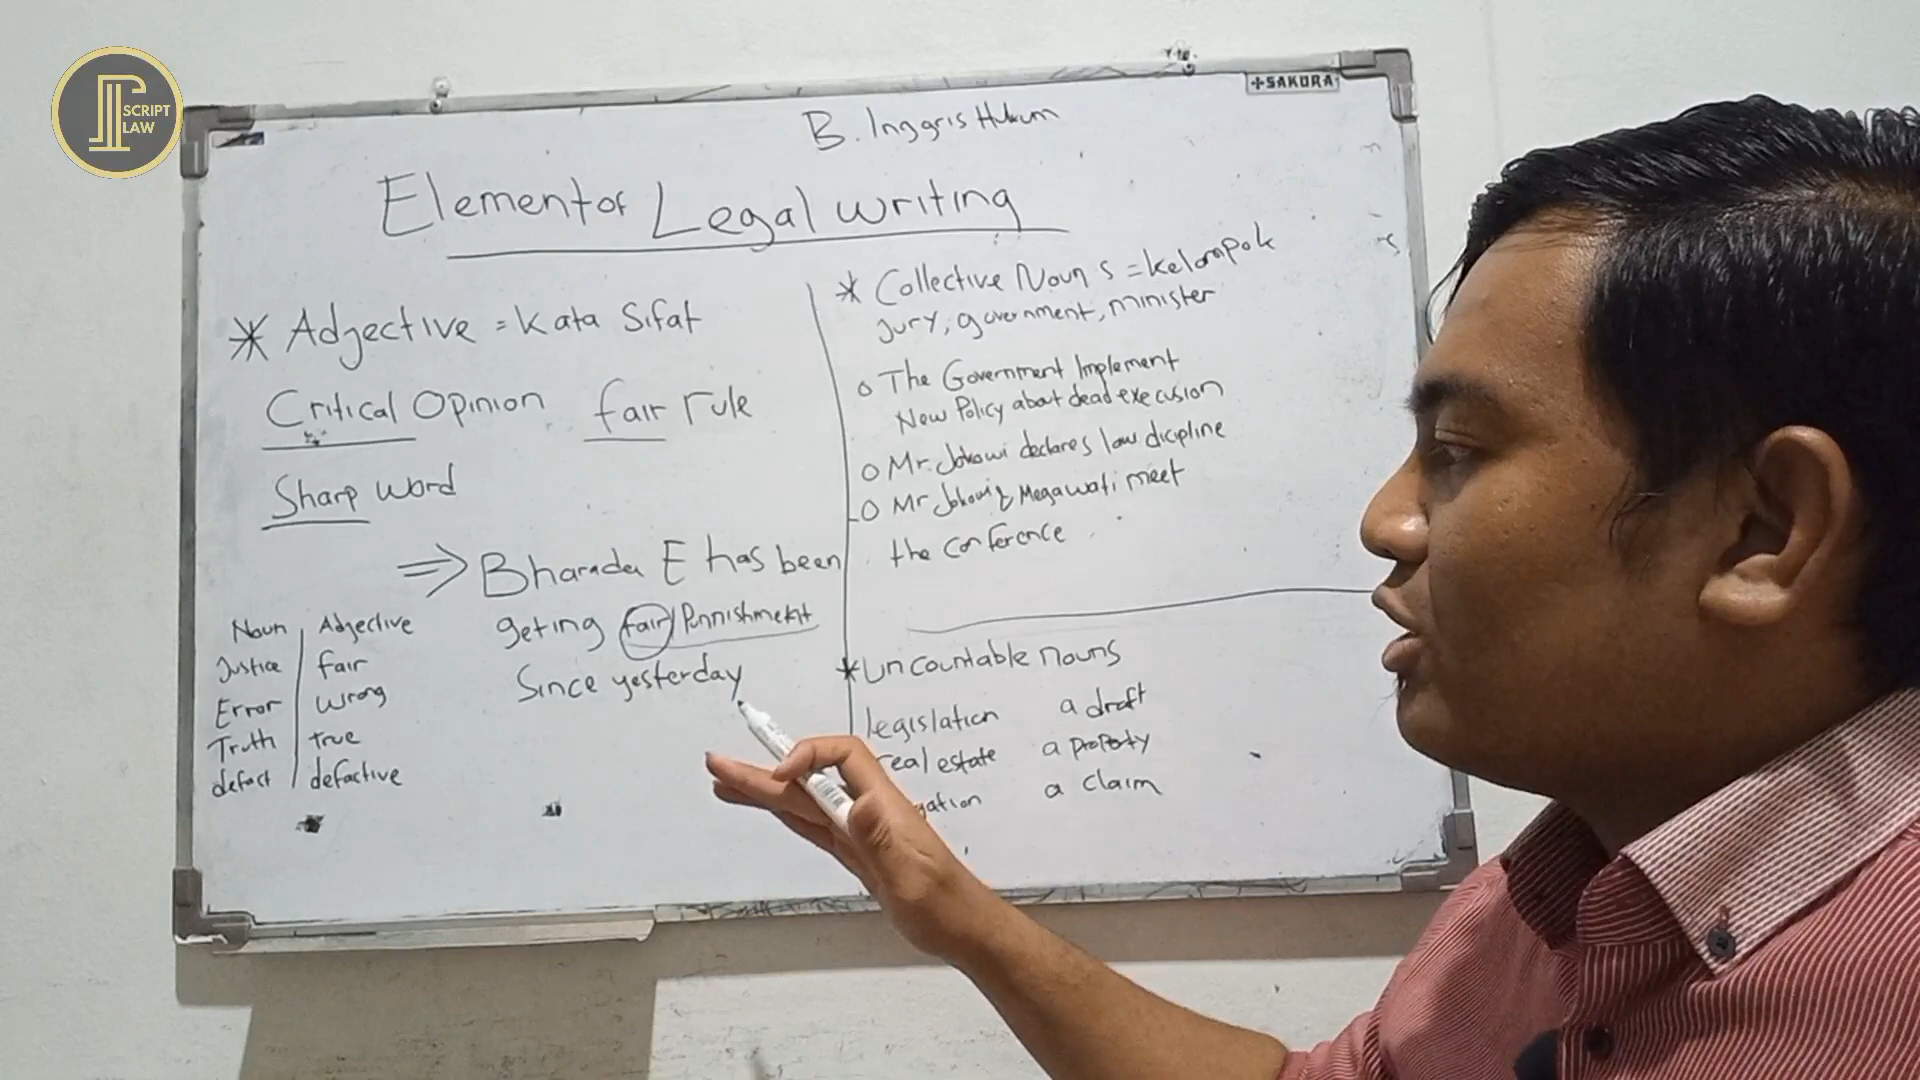 SCRIPT
LAW
+SAKURA
B. Inggris Hukum
Element of Legal writing
* Adjective = Kata Sifat
Critical Opinion fair rule
Sharp word
=> Bharada E has been
geting fair/Punnishment
Since yesterday
Noun | Adjective
Justice | fair
Error | wrong
Truth | true
defect | defective
* Collective Noun s = Kelompok
Jury, government, minister
o The Government Implement
New Policy about dead execusion
o Mr. Jokowi declares law dicipline
o Mr Jokowi & Megawati meet
the conference
* Uncountable nouns
legislation a draft
real estate a property
gation a claim